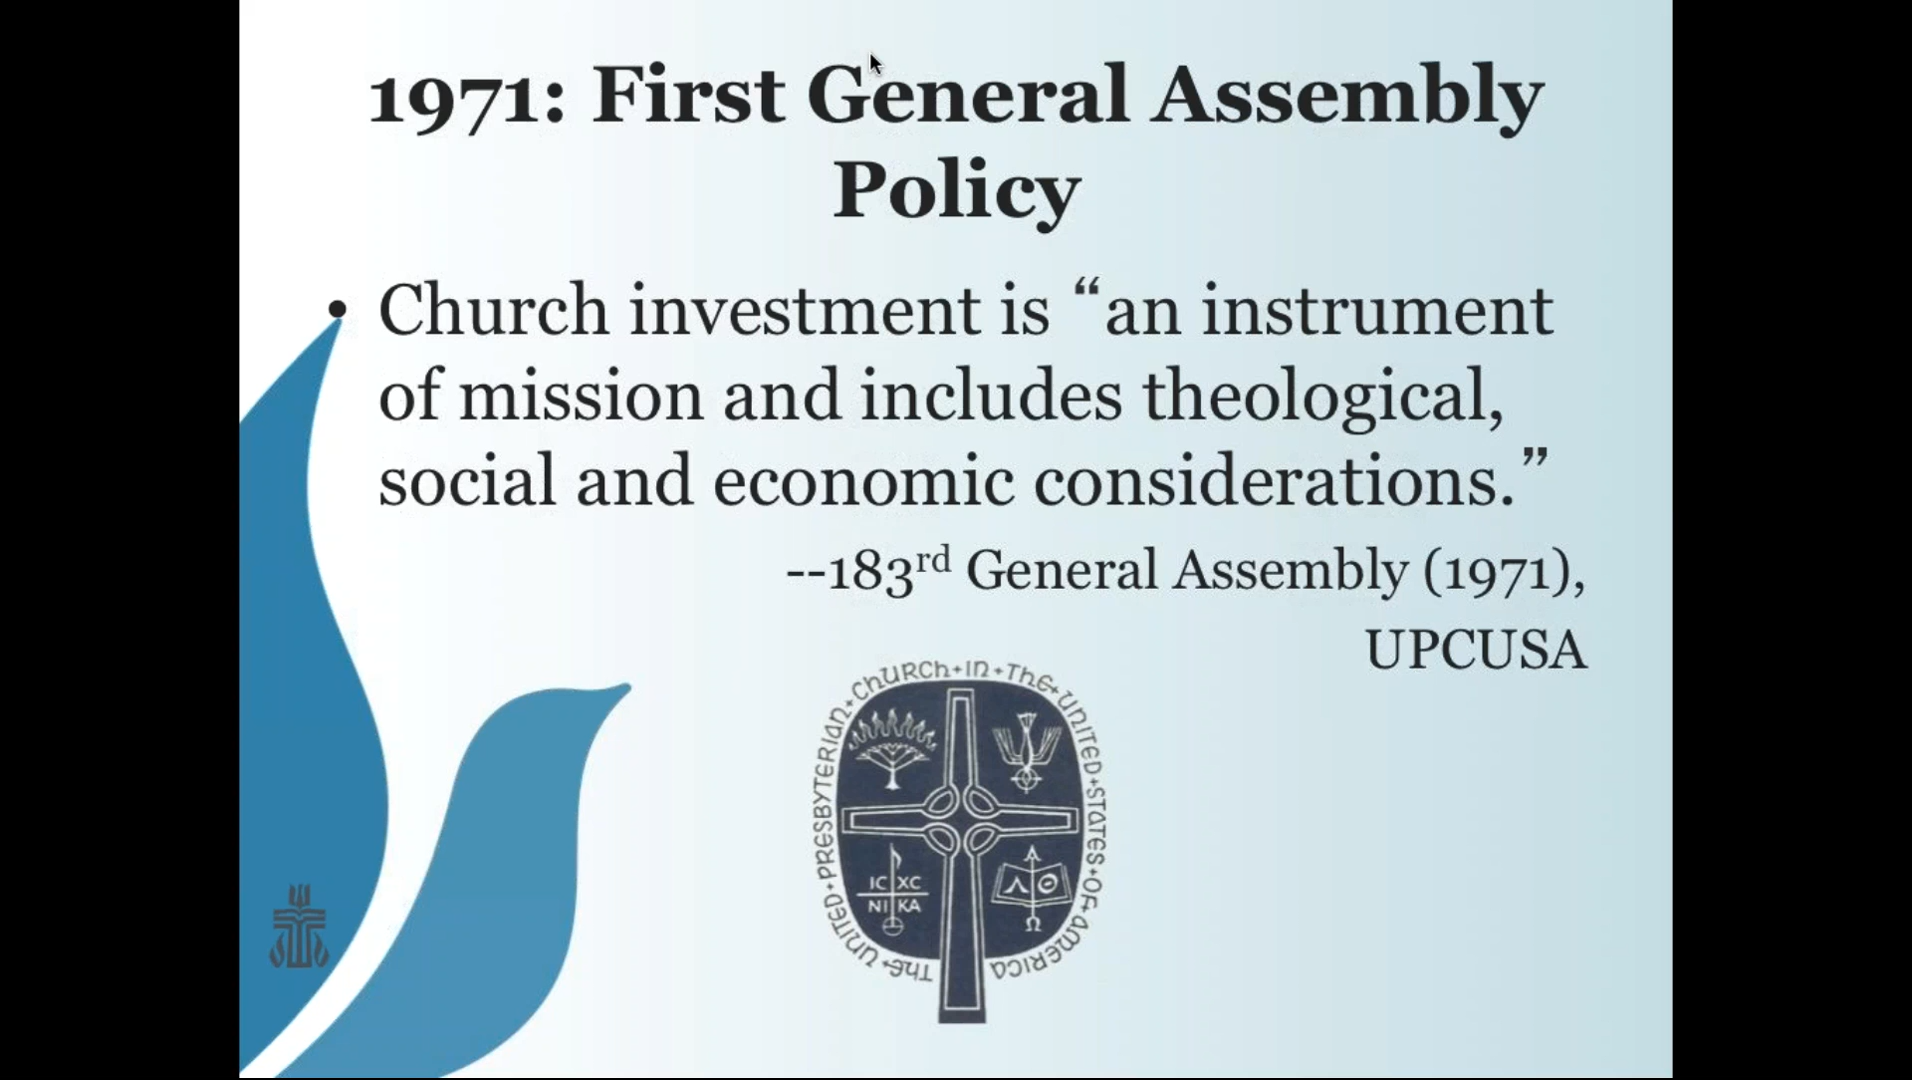 1971: First General Assembly
Policy
• Church investment is “an instrument
of mission and includes theological,
social and economic considerations.”
--183rd General Assembly (1971),
UPCUSA
The + United + Presbyterian + Church + in + The + United + States + of + America
IC XC
NI KA
Α
Λ Θ
Ω